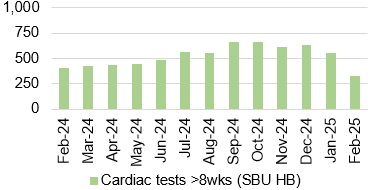 1,000
750
500
250
0
Feb-24
Mar-24
Apr-24
May-24
Jun-24
Jul-24
Aug-24
Sep-24
Oct-24
Nov-24
Dec-24
Jan-25
Feb-25
Cardiac tests >8wks (SBU HB)